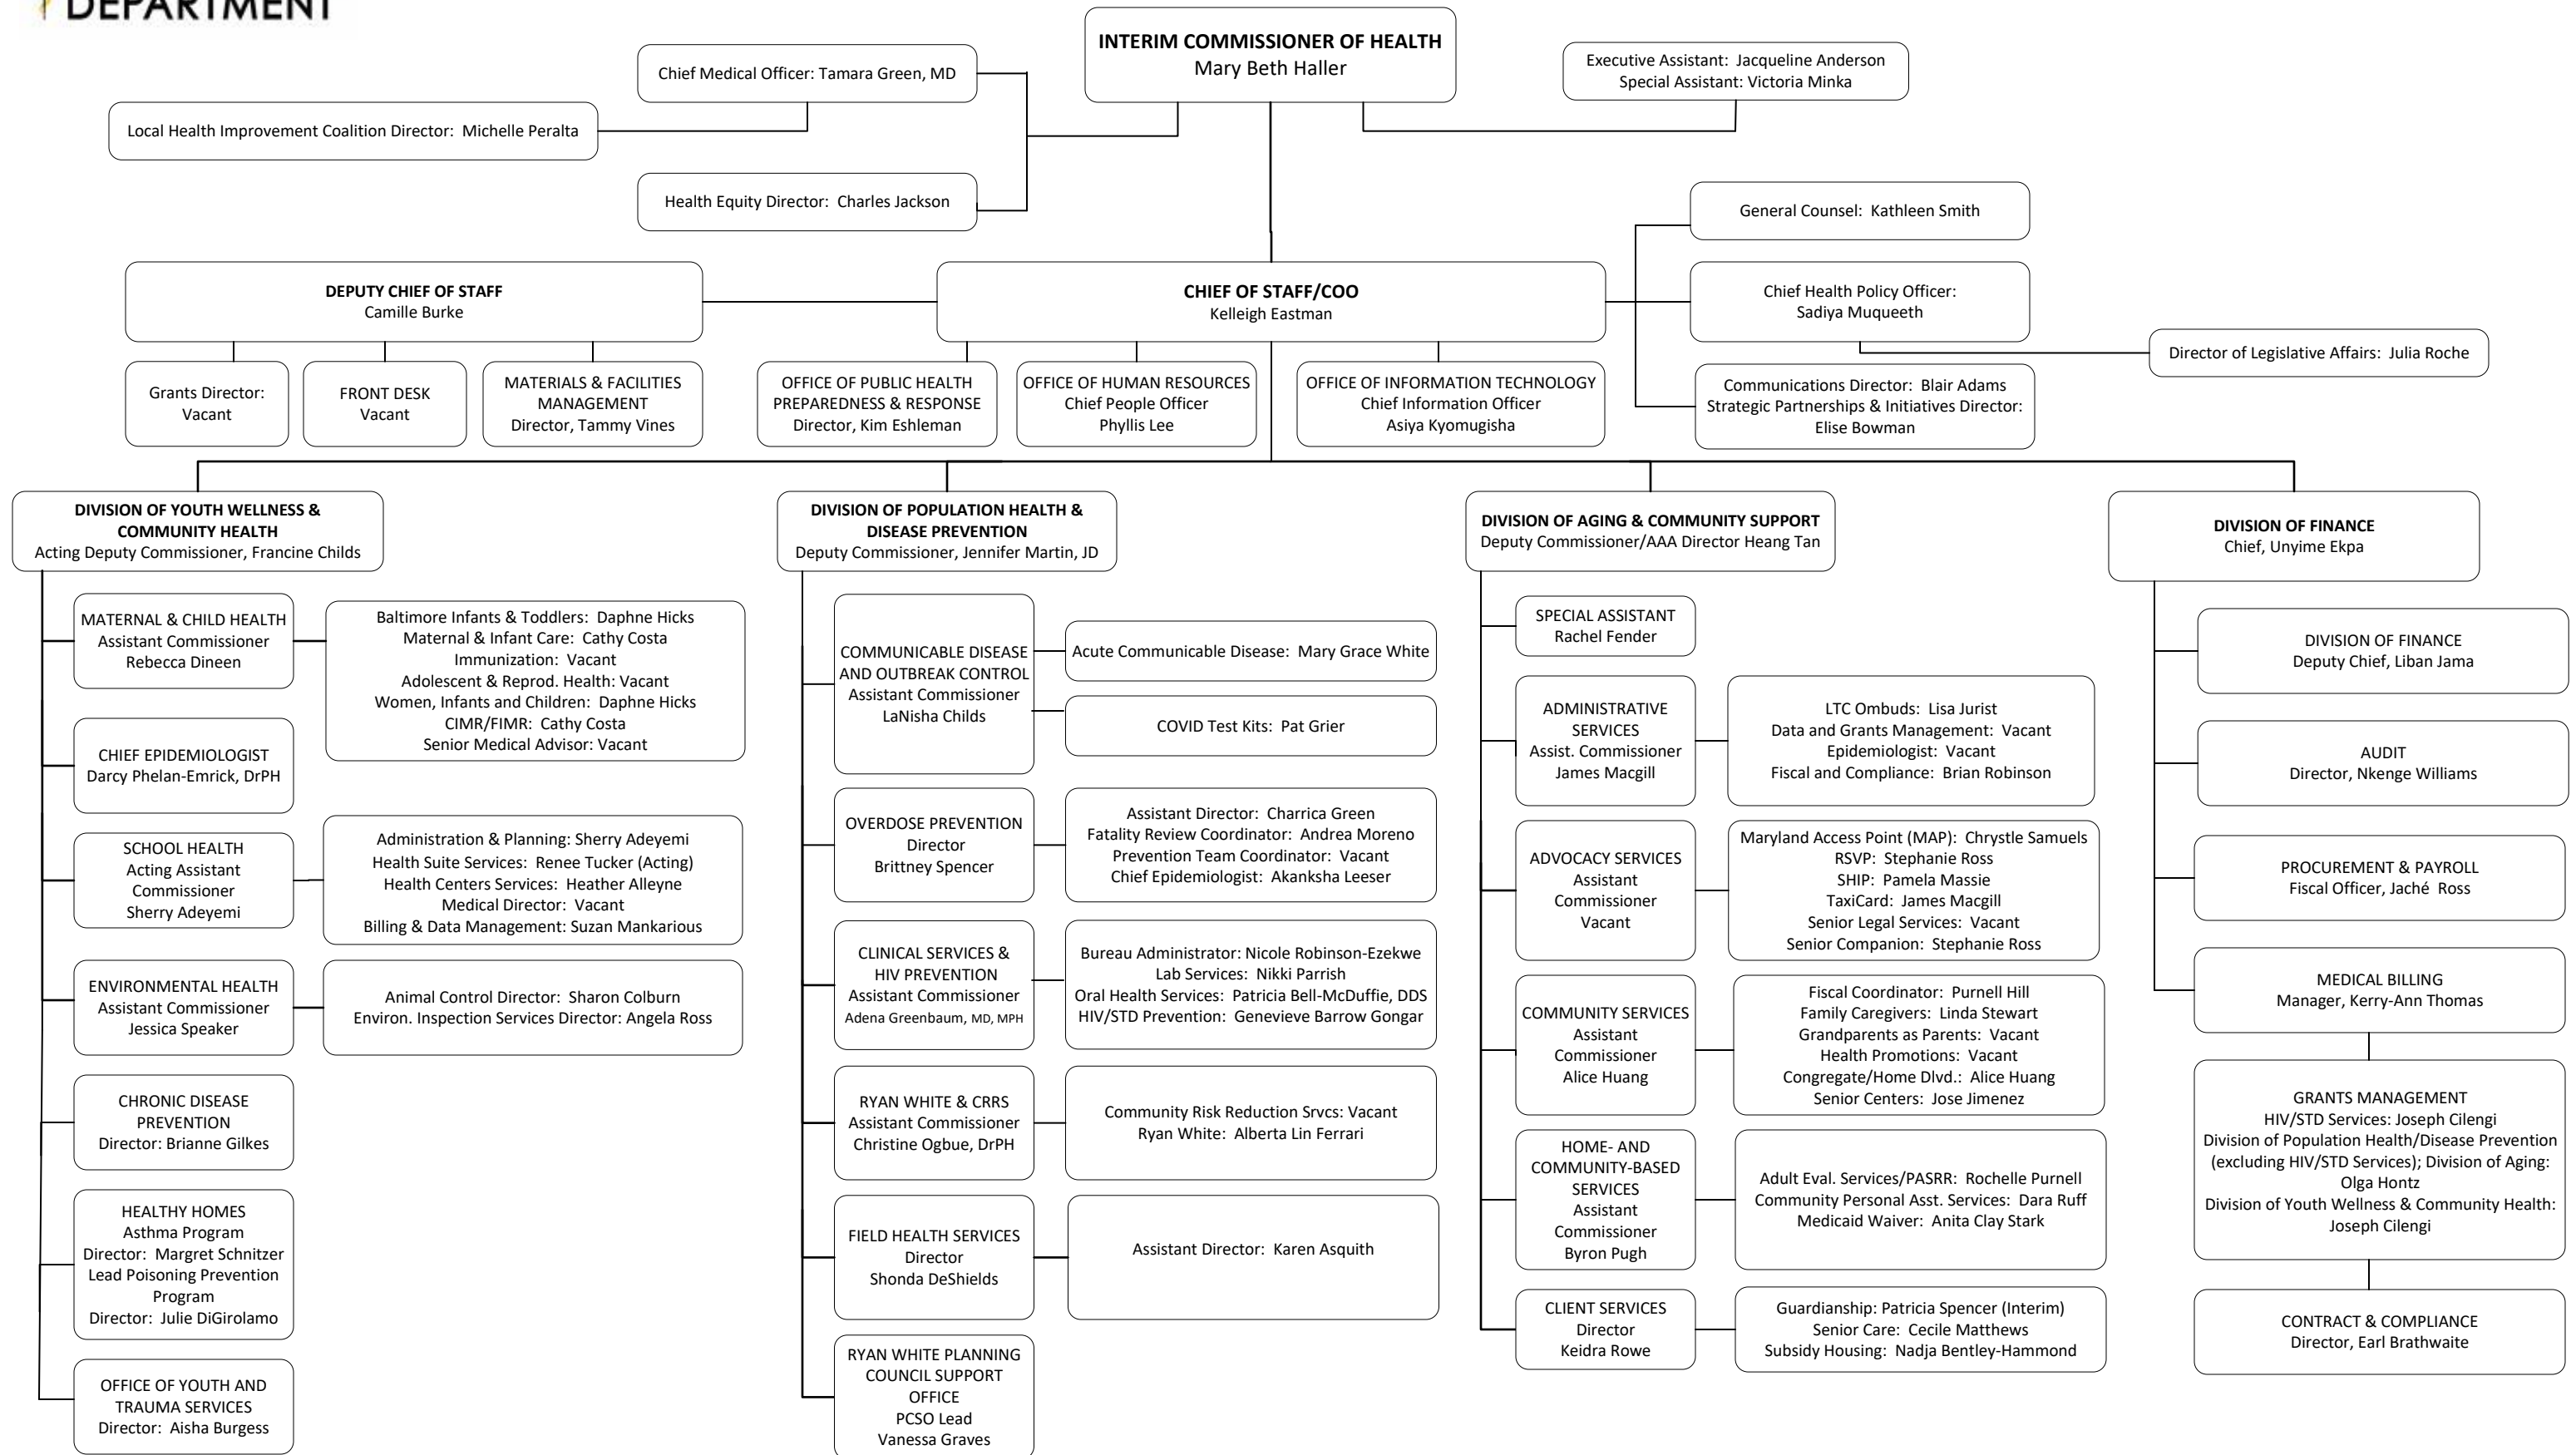 DEPARTMENT
INTERIM COMMISSIONER OF HEALTH
Mary Beth Haller
Chief Medical Officer: Tamara Green, MD
Executive Assistant: Jacqueline Anderson
Special Assistant: Victoria Minka
Local Health Improvement Coalition Director: Michelle Peralta
Health Equity Director: Charles Jackson
General Counsel: Kathleen Smith
DEPUTY CHIEF OF STAFF
Camille Burke
CHIEF OF STAFF/COO
Kelleigh Eastman
Chief Health Policy Officer:
Sadiya Muqueeth
Director of Legislative Affairs: Julia Roche
Grants Director:
Vacant
FRONT DESK
Vacant
MATERIALS & FACILITIES
MANAGEMENT
Director, Tammy Vines
OFFICE OF PUBLIC HEALTH
PREPAREDNESS & RESPONSE
Director, Kim Eshleman
OFFICE OF HUMAN RESOURCES
Chief People Officer
Phyllis Lee
OFFICE OF INFORMATION TECHNOLOGY
Chief Information Officer
Asiya Kyomugisha
Communications Director: Blair Adams
Strategic Partnerships & Initiatives Director:
Elise Bowman
DIVISION OF YOUTH WELLNESS &
COMMUNITY HEALTH
Acting Deputy Commissioner, Francine Childs
MATERNAL & CHILD HEALTH
Assistant Commissioner
Rebecca Dineen
Baltimore Infants & Toddlers: Daphne Hicks
Maternal & Infant Care: Cathy Costa
Immunization: Vacant
Adolescent & Reprod. Health: Vacant
Women, Infants and Children: Daphne Hicks
CIMR/FIMR: Cathy Costa
Senior Medical Advisor: Vacant
CHIEF EPIDEMIOLOGIST
Darcy Phelan-Emrick, DrPH
SCHOOL HEALTH
Acting Assistant
Commissioner
Sherry Adeyemi
Administration & Planning: Sherry Adeyemi
Health Suite Services: Renee Tucker (Acting)
Health Centers Services: Heather Alleyne
Medical Director: Vacant
Billing & Data Management: Suzan Mankarious
ENVIRONMENTAL HEALTH
Assistant Commissioner
Jessica Speaker
Animal Control Director: Sharon Colburn
Environ. Inspection Services Director: Angela Ross
CHRONIC DISEASE
PREVENTION
Director: Brianne Gilkes
HEALTHY HOMES
Asthma Program
Director: Margret Schnitzer
Lead Poisoning Prevention
Program
Director: Julie DiGirolamo
OFFICE OF YOUTH AND
TRAUMA SERVICES
Director: Aisha Burgess
DIVISION OF POPULATION HEALTH &
DISEASE PREVENTION
Deputy Commissioner, Jennifer Martin, JD
COMMUNICABLE DISEASE
AND OUTBREAK CONTROL
Assistant Commissioner
LaNisha Childs
Acute Communicable Disease: Mary Grace White
COVID Test Kits: Pat Grier
OVERDOSE PREVENTION
Director
Brittney Spencer
Assistant Director: Charrica Green
Fatality Review Coordinator: Andrea Moreno
Prevention Team Coordinator: Vacant
Chief Epidemiologist: Akanksha Leeser
CLINICAL SERVICES &
HIV PREVENTION
Assistant Commissioner
Adena Greenbaum, MD, MPH
Bureau Administrator: Nicole Robinson-Ezekwe
Lab Services: Nikki Parrish
Oral Health Services: Patricia Bell-McDuffie, DDS
HIV/STD Prevention: Genevieve Barrow Gongar
RYAN WHITE & CRRS
Assistant Commissioner
Christine Ogbue, DrPH
Community Risk Reduction Srvcs: Vacant
Ryan White: Alberta Lin Ferrari
FIELD HEALTH SERVICES
Director
Shonda DeShields
Assistant Director: Karen Asquith
RYAN WHITE PLANNING
COUNCIL SUPPORT
OFFICE
PCSO Lead
Vanessa Graves
DIVISION OF AGING & COMMUNITY SUPPORT
Deputy Commissioner/AAA Director Heang Tan
SPECIAL ASSISTANT
Rachel Fender
ADMINISTRATIVE
SERVICES
Assist. Commissioner
James Macgill
LTC Ombuds: Lisa Jurist
Data and Grants Management: Vacant
Epidemiologist: Vacant
Fiscal and Compliance: Brian Robinson
ADVOCACY SERVICES
Assistant
Commissioner
Vacant
Maryland Access Point (MAP): Chrystle Samuels
RSVP: Stephanie Ross
SHIP: Pamela Massie
TaxiCard: James Macgill
Senior Legal Services: Vacant
Senior Companion: Stephanie Ross
COMMUNITY SERVICES
Assistant
Commissioner
Alice Huang
Fiscal Coordinator: Purnell Hill
Family Caregivers: Linda Stewart
Grandparents as Parents: Vacant
Health Promotions: Vacant
Congregate/Home Dlvd.: Alice Huang
Senior Centers: Jose Jimenez
HOME- AND
COMMUNITY-BASED
SERVICES
Assistant
Commissioner
Byron Pugh
Adult Eval. Services/PASRR: Rochelle Purnell
Community Personal Asst. Services: Dara Ruff
Medicaid Waiver: Anita Clay Stark
CLIENT SERVICES
Director
Keidra Rowe
Guardianship: Patricia Spencer (Interim)
Senior Care: Cecile Matthews
Subsidy Housing: Nadja Bentley-Hammond
DIVISION OF FINANCE
Chief, Unyime Ekpa
DIVISION OF FINANCE
Deputy Chief, Liban Jama
AUDIT
Director, Nkenge Williams
PROCUREMENT & PAYROLL
Fiscal Officer, Jaché Ross
MEDICAL BILLING
Manager, Kerry-Ann Thomas
GRANTS MANAGEMENT
HIV/STD Services: Joseph Cilengi
Division of Population Health/Disease Prevention
(excluding HIV/STD Services); Division of Aging:
Olga Hontz
Division of Youth Wellness & Community Health:
Joseph Cilengi
CONTRACT & COMPLIANCE
Director, Earl Brathwaite